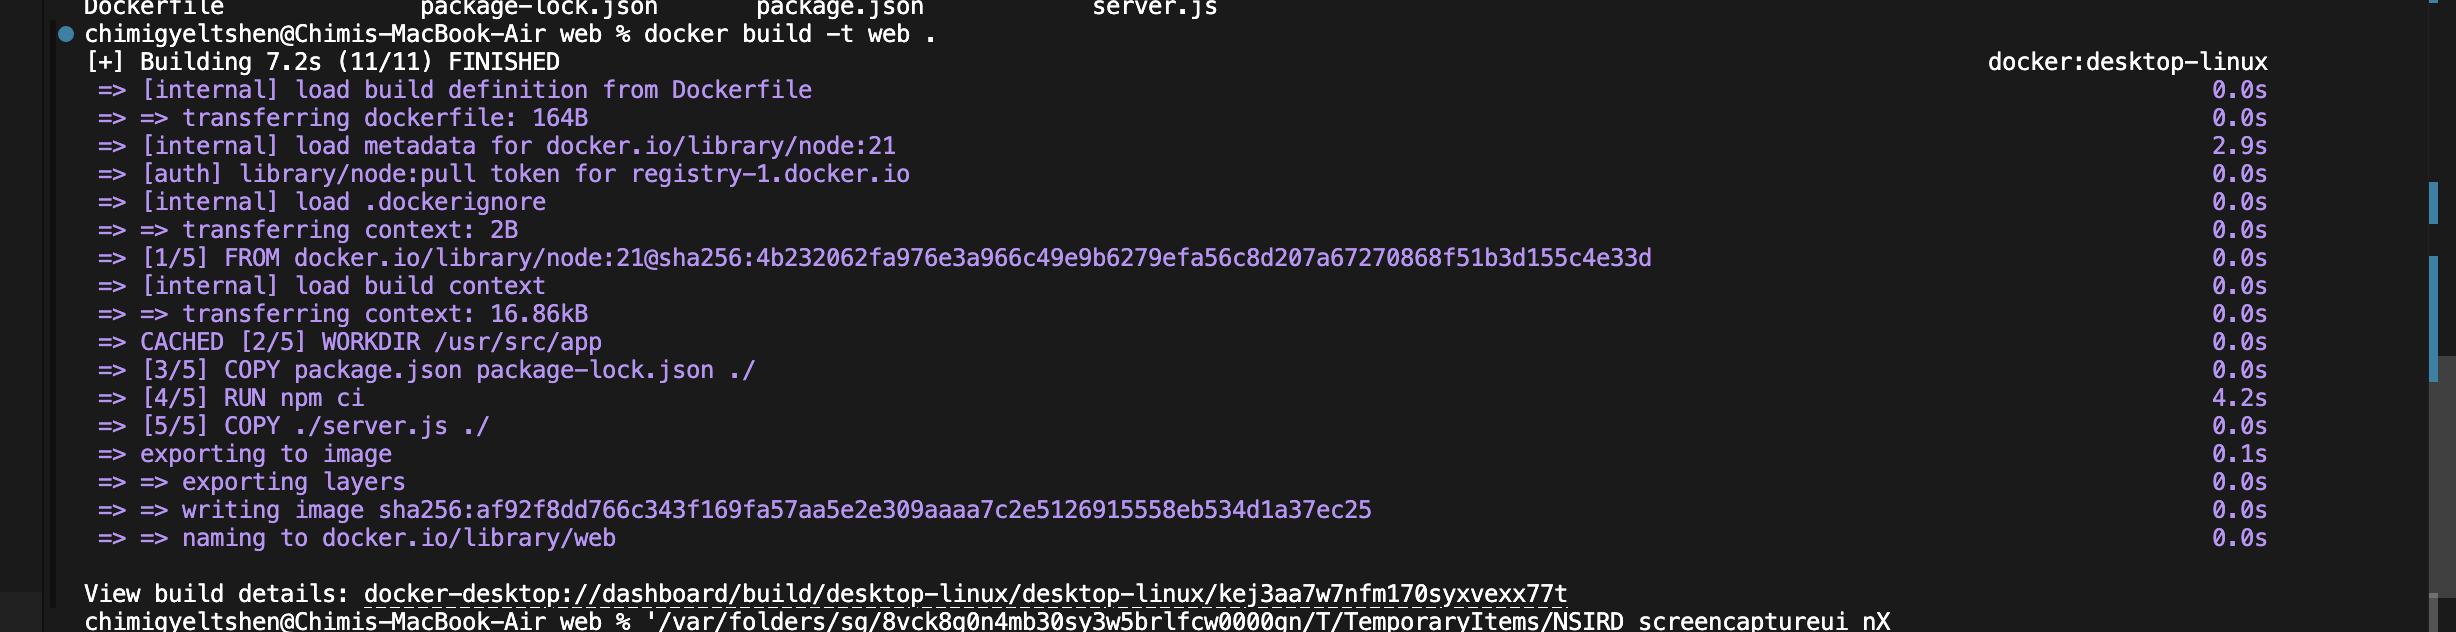 Dockerfile package-lock.json package.json server.js
chimigyeltshen@Chimis-MacBook-Air web % docker build -t web .
[+] Building 7.2s (11/11) FINISHED docker:desktop-linux
=> [internal] load build definition from Dockerfile 0.0s
=> => transferring dockerfile: 164B 0.0s
=> [internal] load metadata for docker.io/library/node:21 2.9s
=> [auth] library/node:pull token for registry-1.docker.io 0.0s
=> [internal] load .dockerignore 0.0s
=> => transferring context: 2B 0.0s
=> [1/5] FROM docker.io/library/node:21@sha256:4b232062fa976e3a966c49e9b6279efa56c8d207a67270868f51b3d155c4e33d 0.0s
=> [internal] load build context 0.0s
=> => transferring context: 16.86kB 0.0s
=> CACHED [2/5] WORKDIR /usr/src/app 0.0s
=> [3/5] COPY package.json package-lock.json ./ 0.0s
=> [4/5] RUN npm ci 4.2s
=> [5/5] COPY ./server.js ./ 0.0s
=> exporting to image 0.1s
=> => exporting layers 0.0s
=> => writing image sha256:af92f8dd766c343f169fa57aa5e2e309aaaa7c2e5126915558eb534d1a37ec25 0.0s
=> => naming to docker.io/library/web 0.0s
View build details: docker-desktop://dashboard/build/desktop-linux/desktop-linux/kej3aa7w7nfm170syxvexx77t
chimigyeltshen@Chimis-MacBook-Air web % '/var/folders/sq/8vck8q0n4mb30sy3w5brlfcw0000gn/T/TemporaryItems/NSIRD_screencaptureui_nX